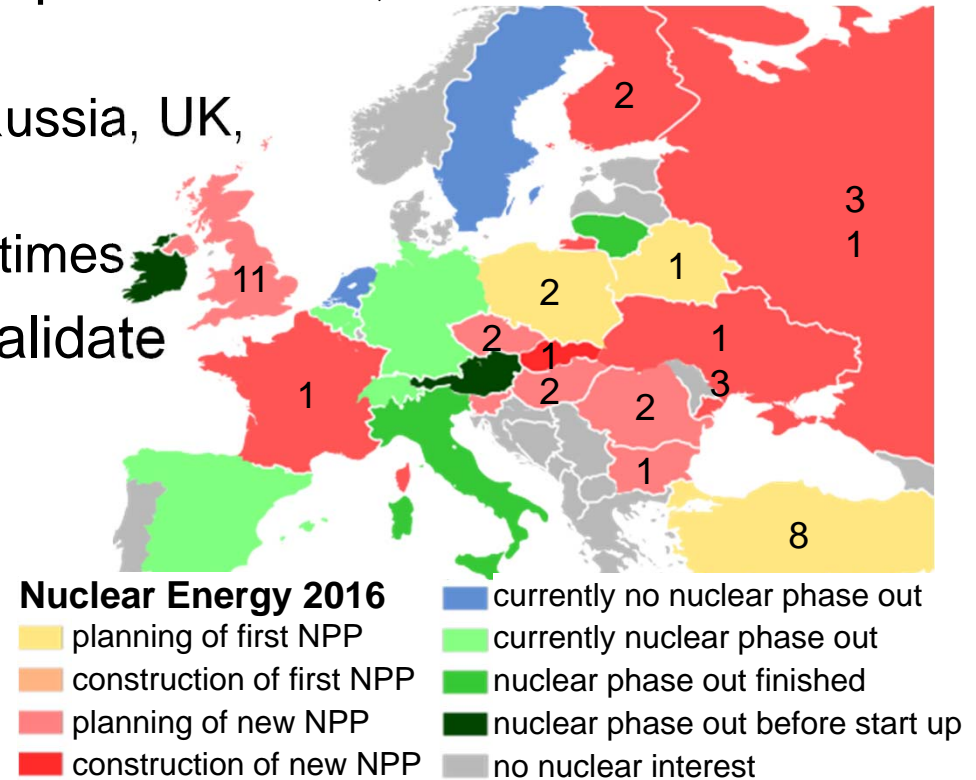 ussia, UK,
times
alidate
2
3
1
11
1
2
2
1
1
3
1
2
2
1
8
Nuclear Energy 2016
planning of first NPP
construction of first NPP
planning of new NPP
construction of new NPP
currently no nuclear phase out
currently nuclear phase out
nuclear phase out finished
nuclear phase out before start up
no nuclear interest